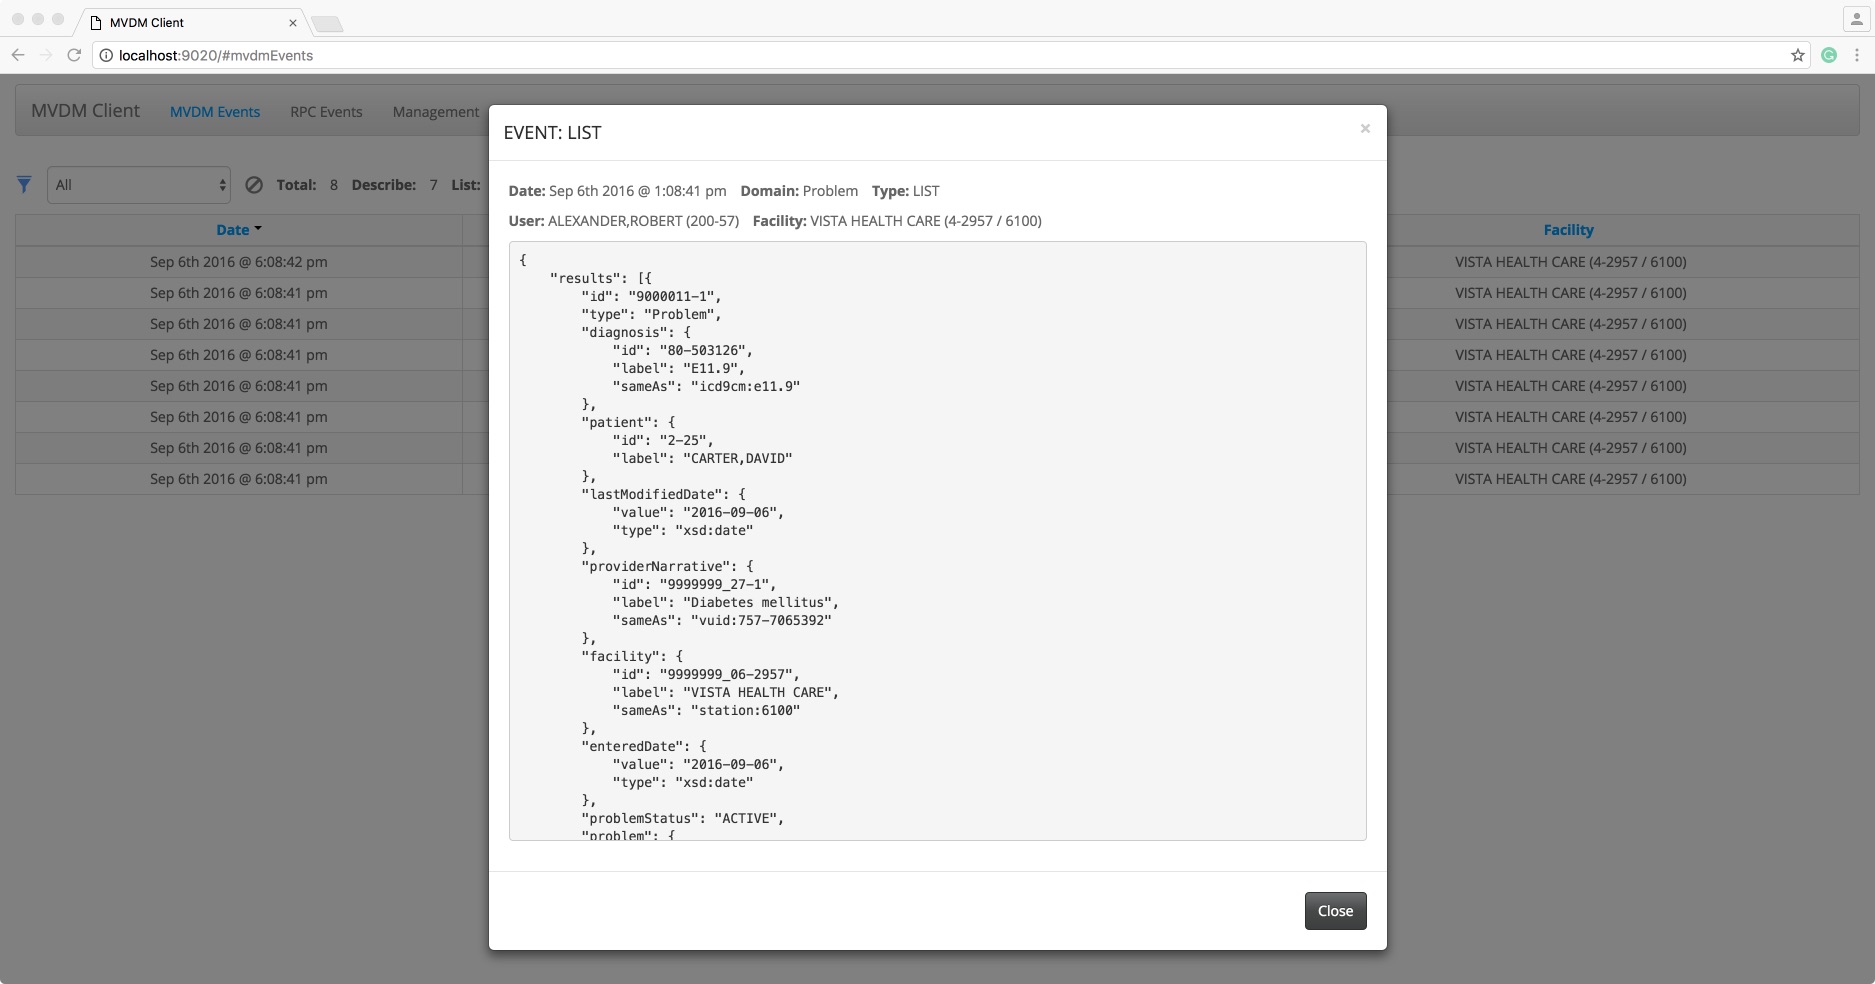 MVDM Client
localhost:9020/#mvdmEvents
MVDM Client MVDM Events RPC Events Management
All Total: 8 Describe: 7 List:
Date Facility
Sep 6th 2016 @ 6:08:42 pm VISTA HEALTH CARE (4-2957 / 6100)
Sep 6th 2016 @ 6:08:41 pm VISTA HEALTH CARE (4-2957 / 6100)
Sep 6th 2016 @ 6:08:41 pm VISTA HEALTH CARE (4-2957 / 6100)
Sep 6th 2016 @ 6:08:41 pm VISTA HEALTH CARE (4-2957 / 6100)
Sep 6th 2016 @ 6:08:41 pm VISTA HEALTH CARE (4-2957 / 6100)
Sep 6th 2016 @ 6:08:41 pm VISTA HEALTH CARE (4-2957 / 6100)
Sep 6th 2016 @ 6:08:41 pm VISTA HEALTH CARE (4-2957 / 6100)
Sep 6th 2016 @ 6:08:41 pm VISTA HEALTH CARE (4-2957 / 6100)
EVENT: LIST ×
Date: Sep 6th 2016 @ 1:08:41 pm Domain: Problem Type: LIST
User: ALEXANDER,ROBERT (200-57) Facility: VISTA HEALTH CARE (4-2957 / 6100)
{
"results": [{
"id": "9000011-1",
"type": "Problem",
"diagnosis": {
"id": "80-503126",
"label": "E11.9",
"sameAs": "icd9cm:e11.9"
},
"patient": {
"id": "2-25",
"label": "CARTER,DAVID"
},
"lastModifiedDate": {
"value": "2016-09-06",
"type": "xsd:date"
},
"providerNarrative": {
"id": "9999999_27-1",
"label": "Diabetes mellitus",
"sameAs": "vuid:757-7065392"
},
"facility": {
"id": "9999999_06-2957",
"label": "VISTA HEALTH CARE",
"sameAs": "station:6100"
},
"enteredDate": {
"value": "2016-09-06",
"type": "xsd:date"
},
"problemStatus": "ACTIVE",
"problem": {
Close